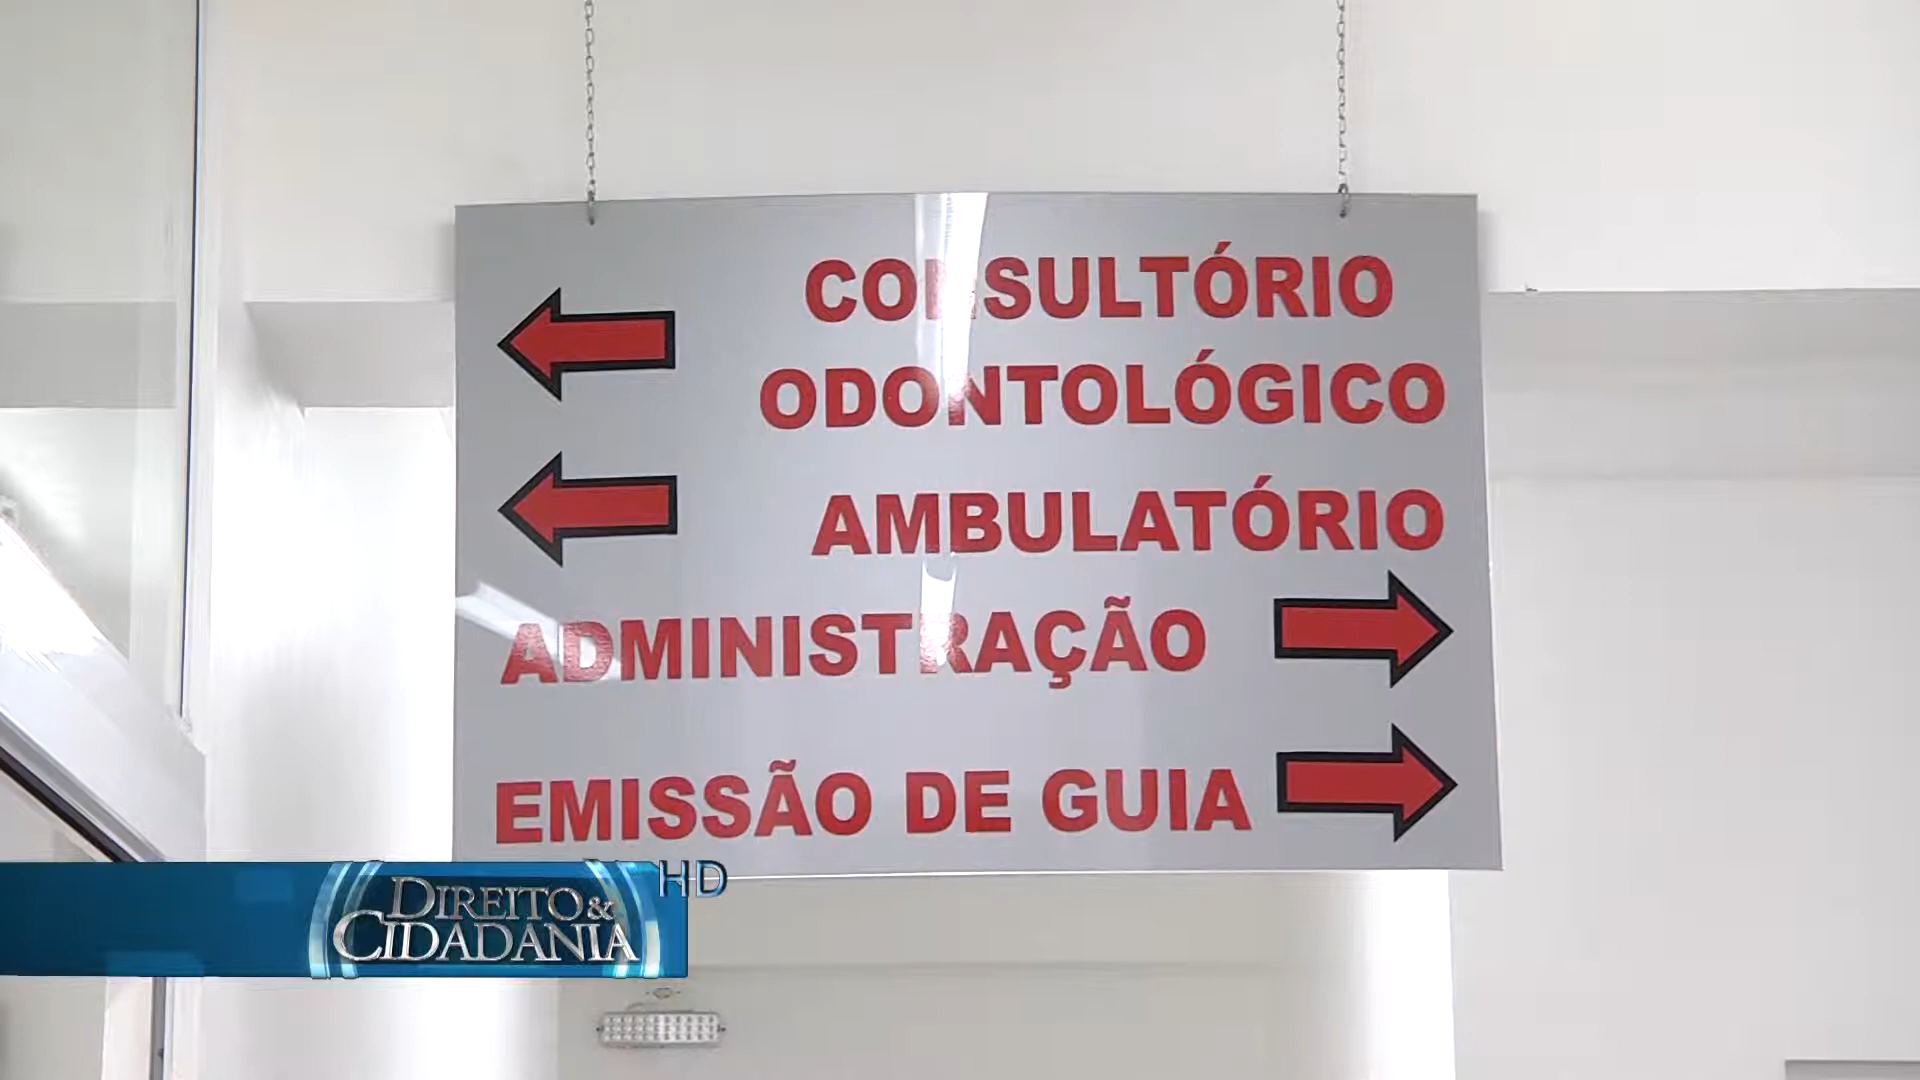 CONSULTÓRIO
ODONTOLÓGICO
AMBULATÓRIO
ADMINISTRAÇÃO
EMISSÃO DE GUIA
HD
DIREITO &
CIDADANIA